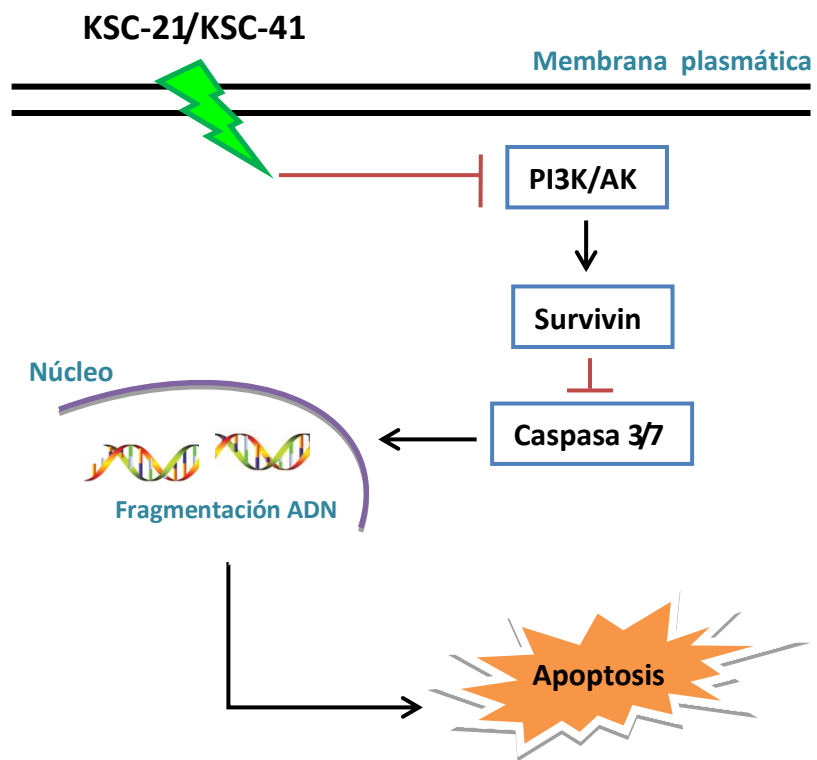 KSC-21/KSC-41
Membrana plasmática
PI3K/AK
Survivin
Núcleo
Caspasa 3/7
Fragmentación ADN
Apoptosis